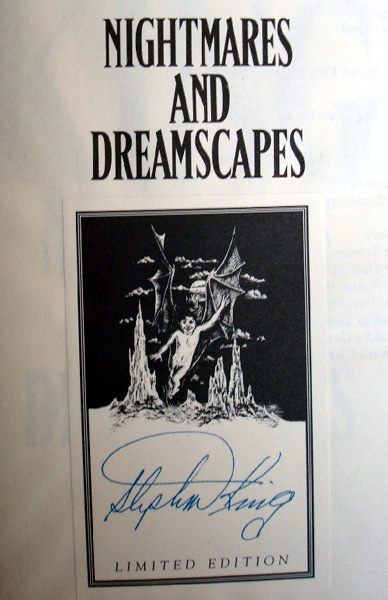 NIGHTMARES
AND
DREAMSCAPES
Stephen King
LIMITED EDITION